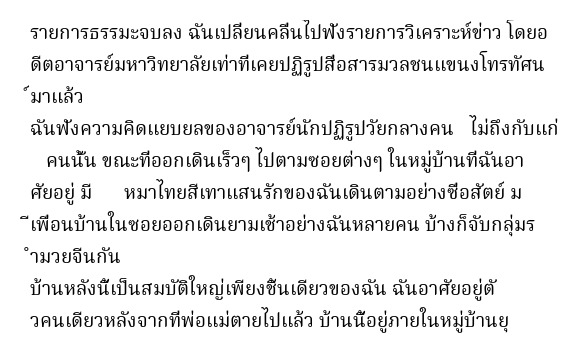 รายการธรรมะจบลง ฉันเปลี่ยนคลื่นไปฟังรายการวิเคราะห์ข่าว โดยอ
ดีตอาจารย์มหาวิทยาลัยเท่าที่เคยปฏิรูปสื่อสารมวลชนแขนงโทรทัศน
์มาแล้ว
ฉันฟังความคิดแยบยลของอาจารย์นักปฏิรูปวัยกลางคน ไม่ถึงกับแก่
คนนั้น ขณะที่ออกเดินเร็วๆ ไปตามซอยต่างๆ ในหมู่บ้านที่ฉันอา
ศัยอยู่ มี หมาไทยสีเทาแสนรักของฉันเดินตามอย่างซื่อสัตย์ ม
ีเพื่อนบ้านในซอยออกเดินยามเช้าอย่างฉันหลายคน บ้างก็จับกลุ่มร
ำมวยจีนกัน
บ้านหลังนี้เป็นสมบัติใหญ่เพียงชิ้นเดียวของฉัน ฉันอาศัยอยู่ตั
วคนเดียวหลังจากที่พ่อแม่ตายไปแล้ว บ้านนี้อยู่ภายในหมู่บ้านยุ